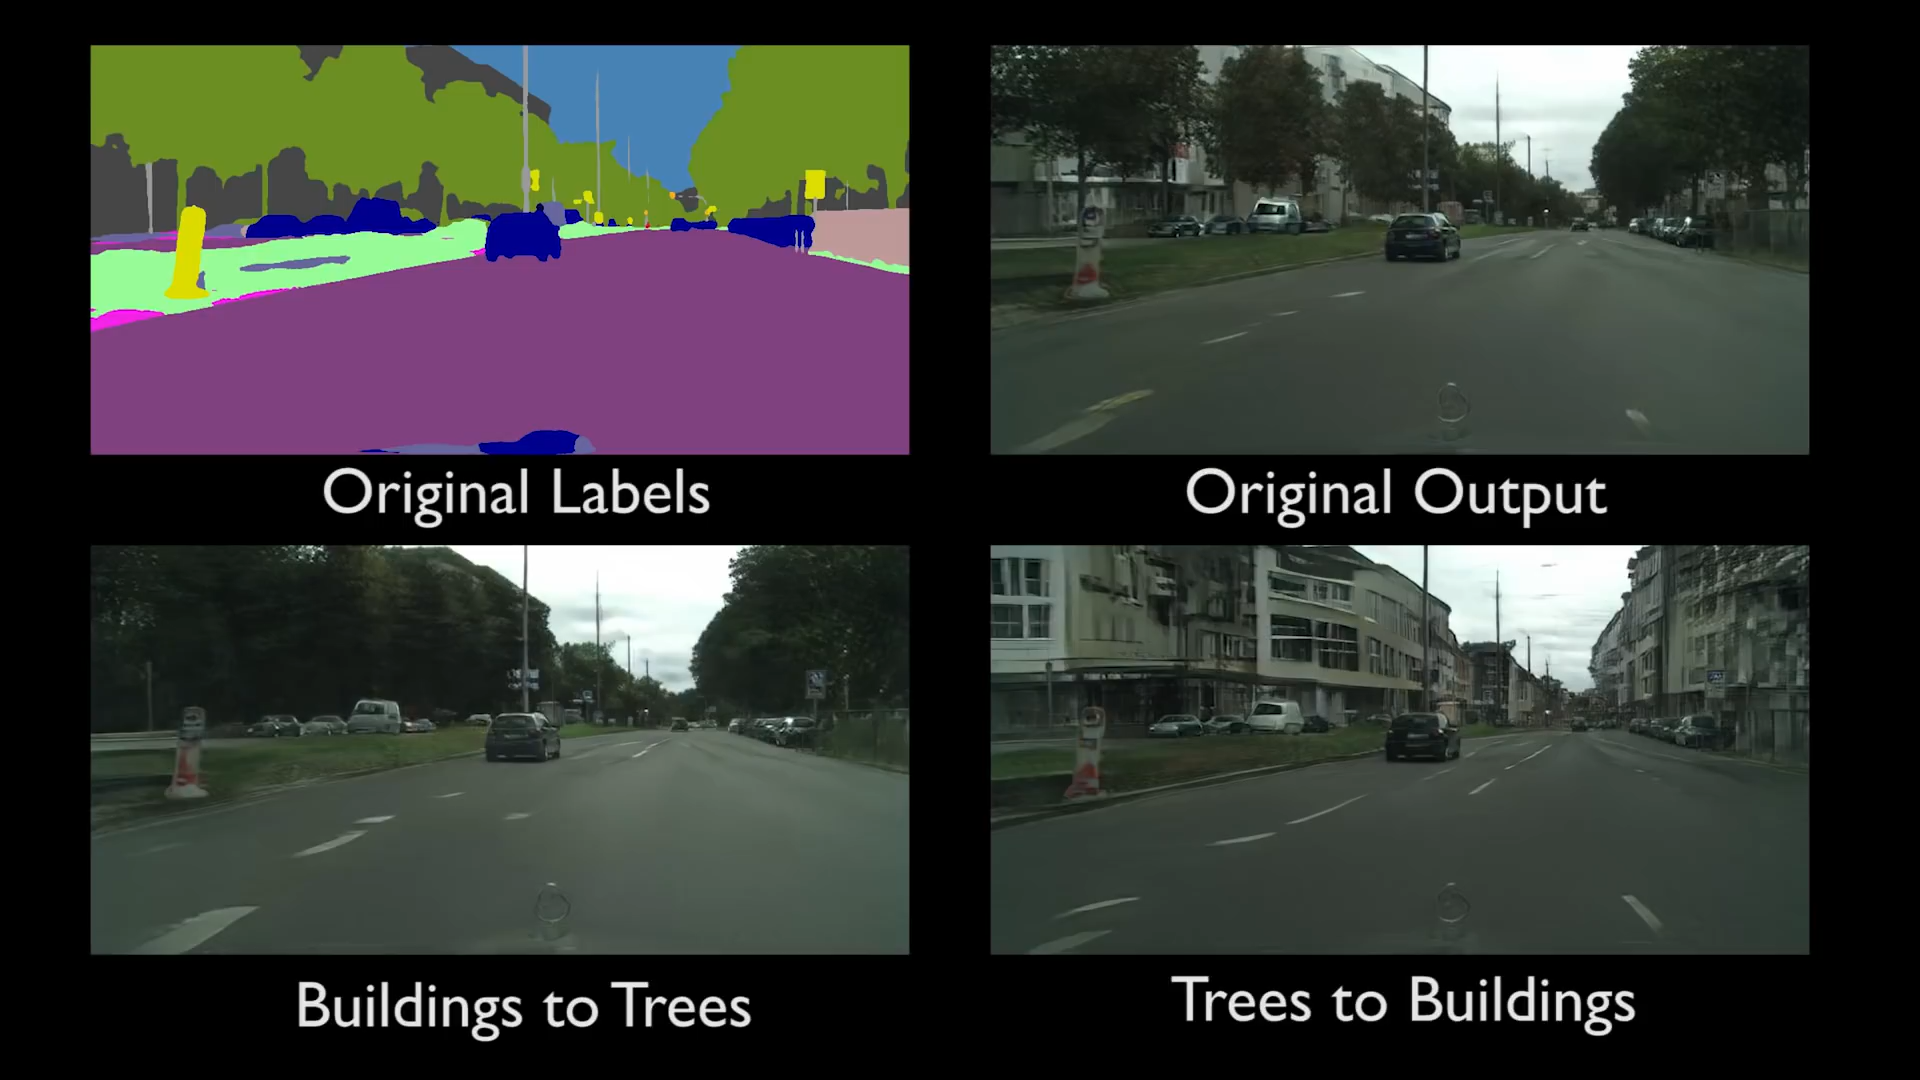 Original Labels
Original Output
Buildings to Trees
Trees to Buildings